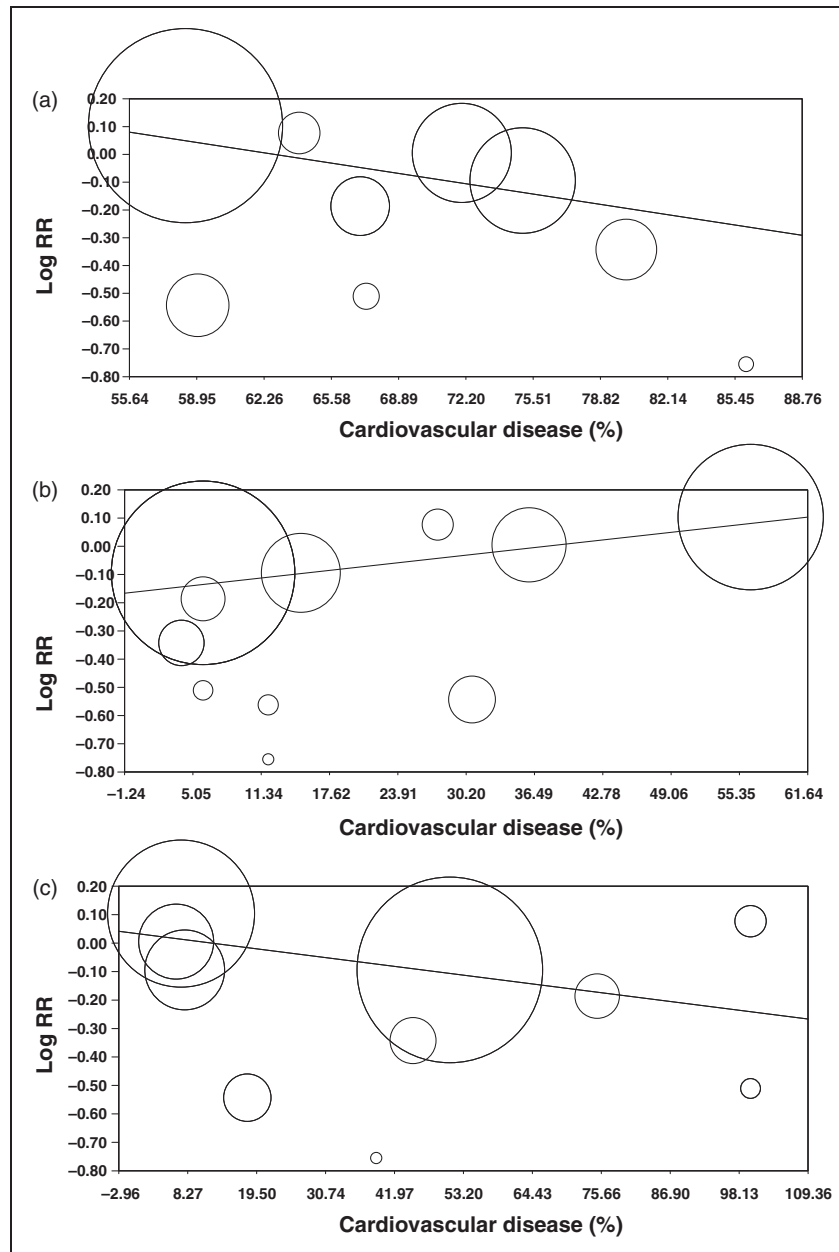 (a)
0.20
0.10
0.00
−0.10
−0.20
−0.30
−0.40
−0.50
−0.60
−0.70
−0.80
Log RR
55.64 58.95 62.26 65.58 68.89 72.20 75.51 78.82 82.14 85.45 88.76
Cardiovascular disease (%)
(b)
0.20
0.10
0.00
−0.10
−0.20
−0.30
−0.40
−0.50
−0.60
−0.70
−0.80
Log RR
−1.24 5.05 11.34 17.62 23.91 30.20 36.49 42.78 49.06 55.35 61.64
Cardiovascular disease (%)
(c)
0.20
0.10
0.00
−0.10
−0.20
−0.30
−0.40
−0.50
−0.60
−0.70
−0.80
Log RR
−2.96 8.27 19.50 30.74 41.97 53.20 64.43 75.66 86.90 98.13 109.36
Cardiovascular disease (%)